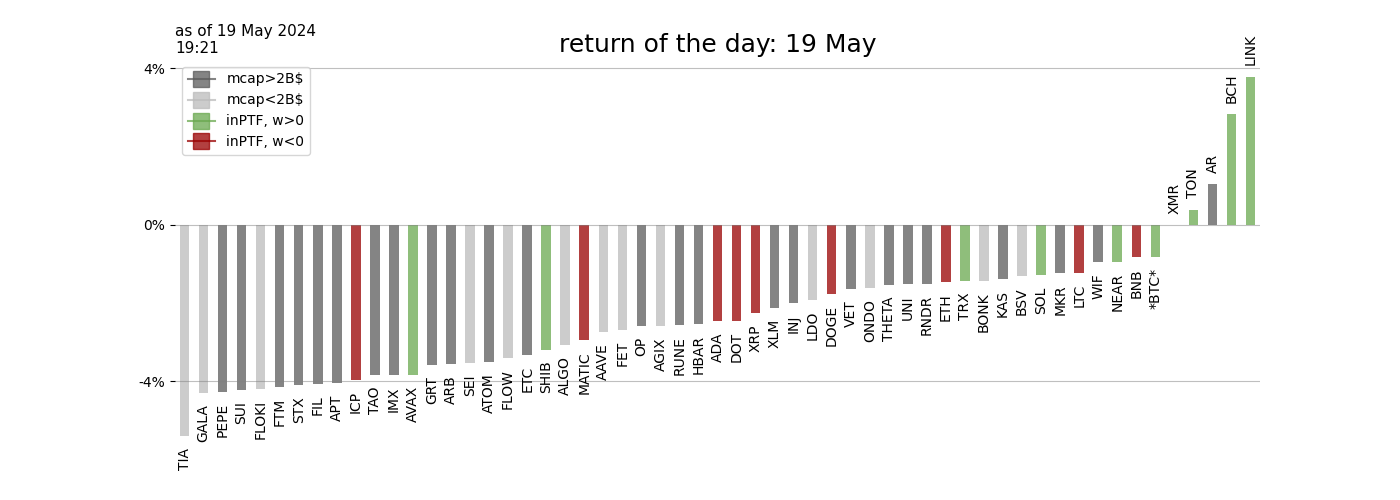 as of 19 May 2024
19:21
return of the day: 19 May
4%
0%
-4%
mcap>2B$
mcap<2B$
inPTF, w>0
inPTF, w<0
TIA
GALA
PEPE
SUI
FLOKI
FTM
STX
FIL
APT
ICP
TAO
IMX
AVAX
GRT
ARB
SEI
ATOM
FLOW
ETC
SHIB
ALGO
MATIC
AAVE
FET
OP
AGIX
RUNE
HBAR
ADA
DOT
XRP
XLM
INJ
LDO
DOGE
VET
ONDO
THETA
UNI
RNDR
ETH
TRX
BONK
KAS
BSV
SOL
MKR
LTC
WIF
NEAR
BNB
*BTC*
XMR
TON
AR
BCH
LINK